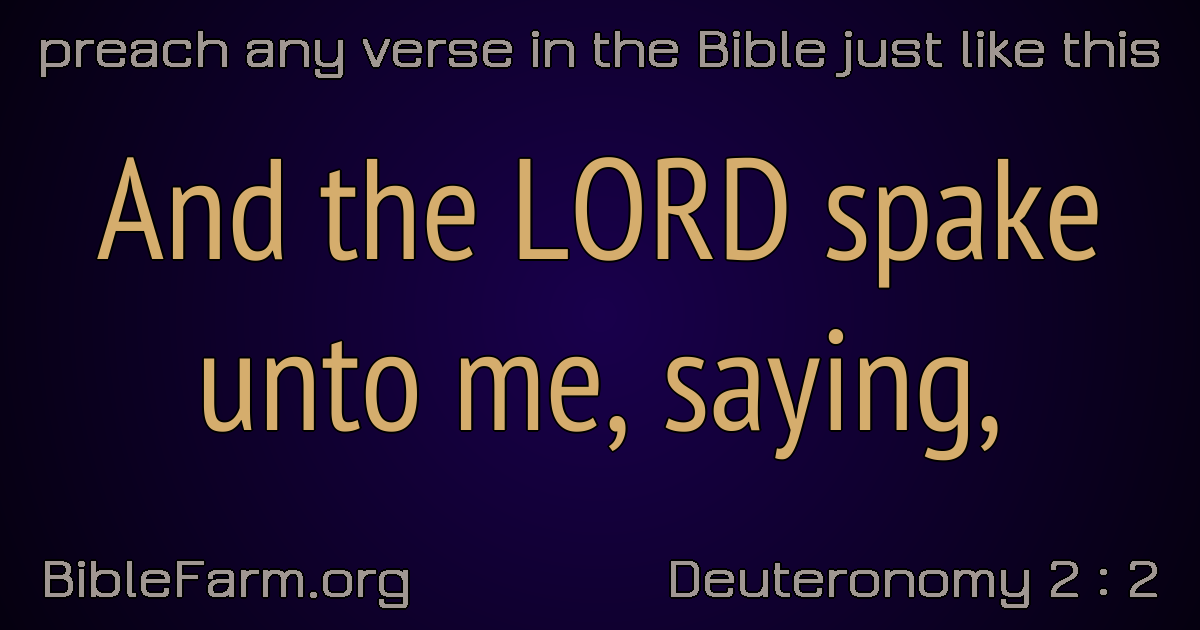 preach any verse in the Bible just like this
And the LORD spake
unto me, saying,
BibleFarm.org
Deuteronomy 2 : 2